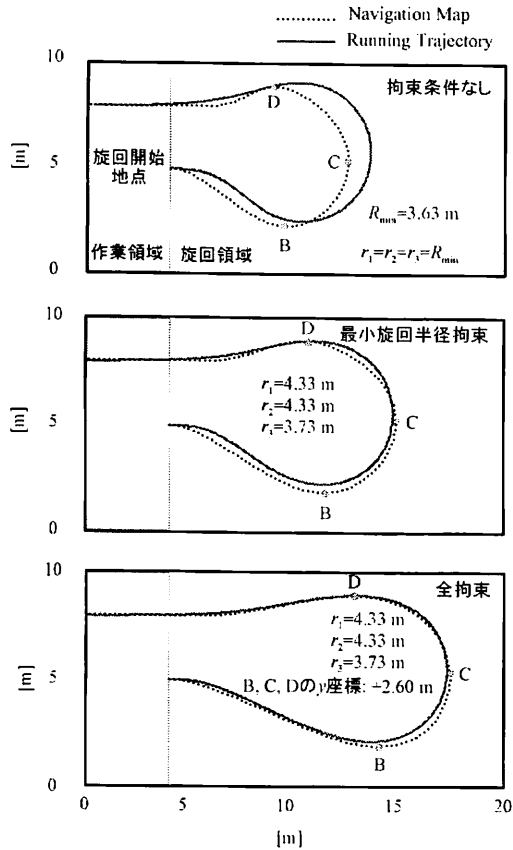 Navigation Map
Running Trajectory
10
5
0
[m]
拘束条件なし
D
C
B
旋回開始
地点
作業領域
旋回領域
Rmin=3.63 m
r1=r2=r3=Rmin
10
5
0
[m]
最小旋回半径拘束
D
r1=4.33 m
r2=4.33 m
r3=3.73 m
C
B
10
5
0
[m]
全拘束
D
r1=4.33 m
r2=4.33 m
r3=3.73 m
B, C, Dのy座標: +2.60 m
C
B
0
5
10
15
20
[m]